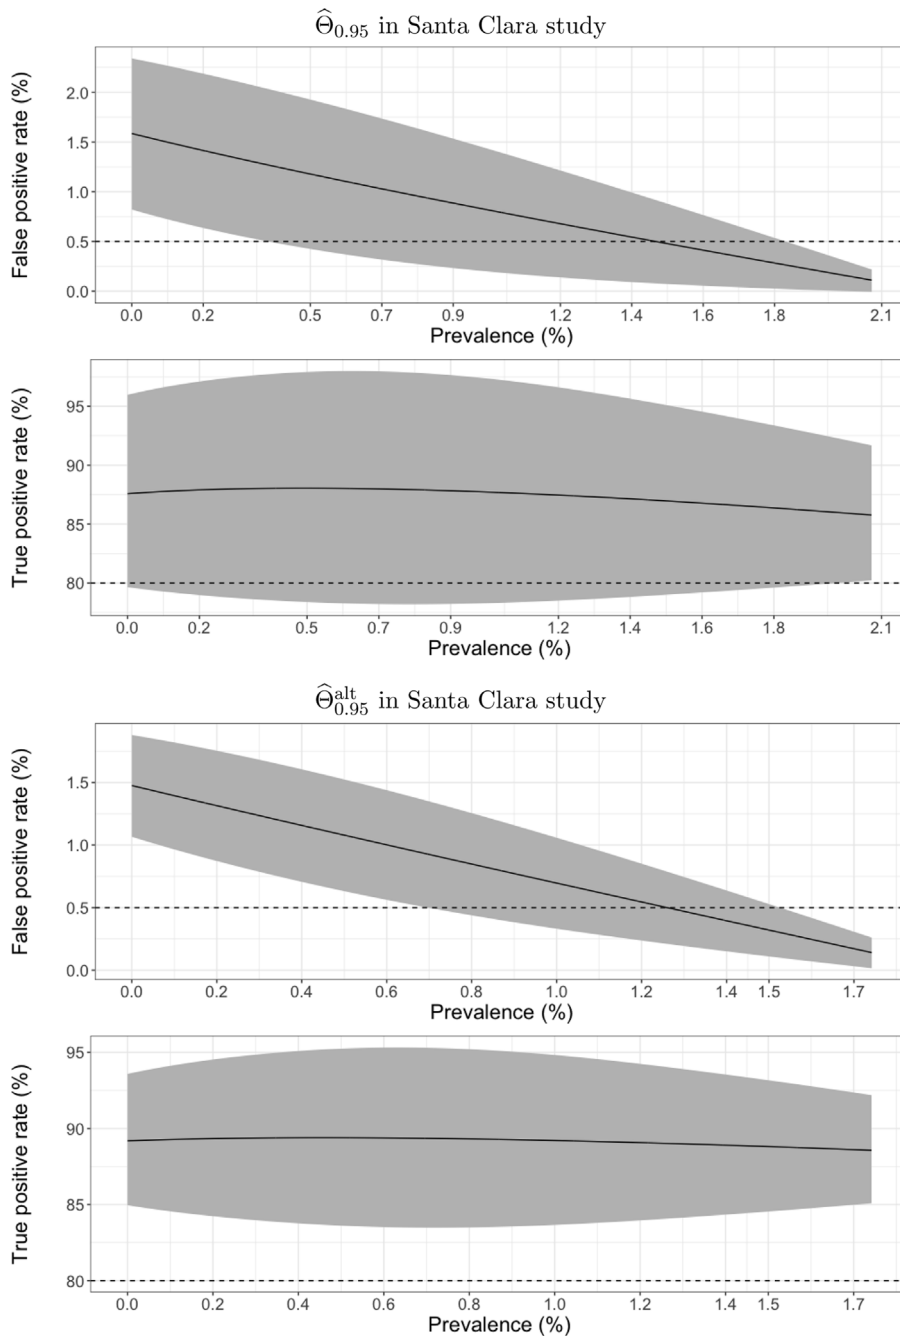 Θ̂0.95 in Santa Clara study
False positive rate (%)
2.0
1.5
1.0
0.5
0.0
0.0 0.2 0.5 0.7 0.9 1.2 1.4 1.6 1.8 2.1
Prevalence (%)
True positive rate (%)
95
90
85
80
0.0 0.2 0.5 0.7 0.9 1.2 1.4 1.6 1.8 2.1
Prevalence (%)
Θ̂alt0.95 in Santa Clara study
False positive rate (%)
1.5
1.0
0.5
0.0
0.0 0.2 0.4 0.6 0.8 1.0 1.2 1.4 1.5 1.7
Prevalence (%)
True positive rate (%)
95
90
85
80
0.0 0.2 0.4 0.6 0.8 1.0 1.2 1.4 1.5 1.7
Prevalence (%)